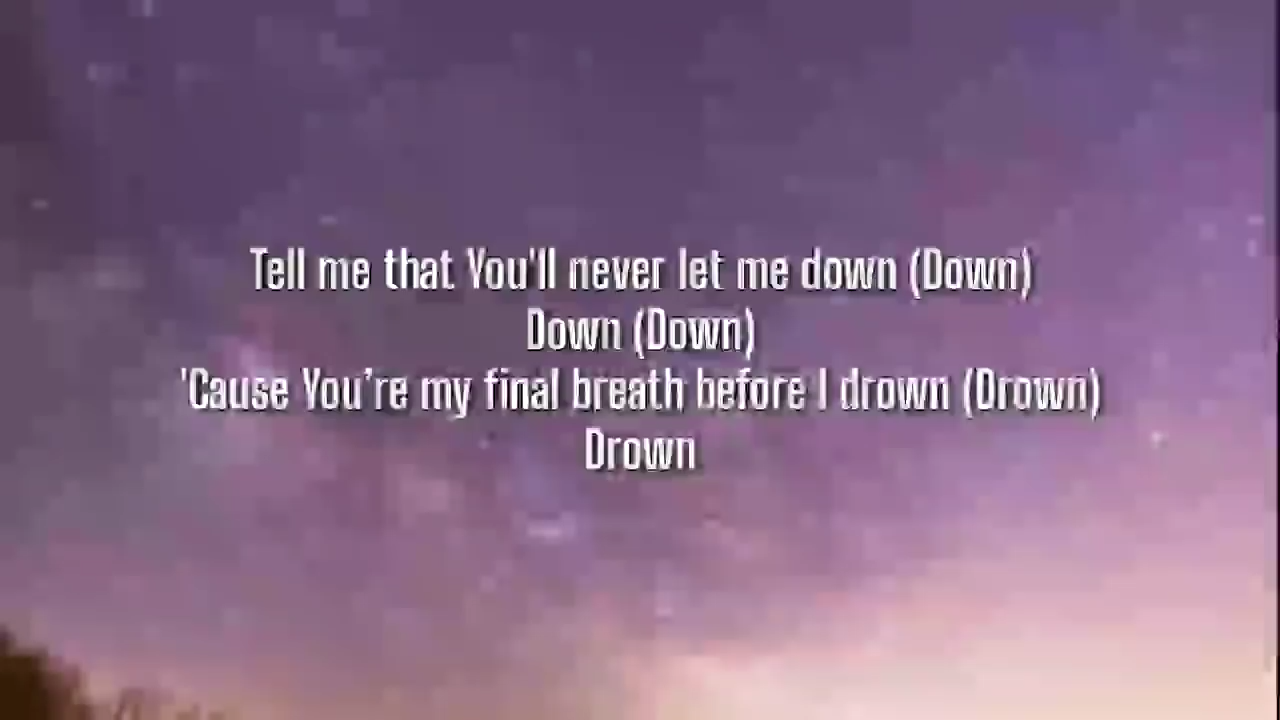 Tell me that You'll never let me down (Down)
Down (Down)
'Cause You’re my final breath before I drown (Drown)
Drown